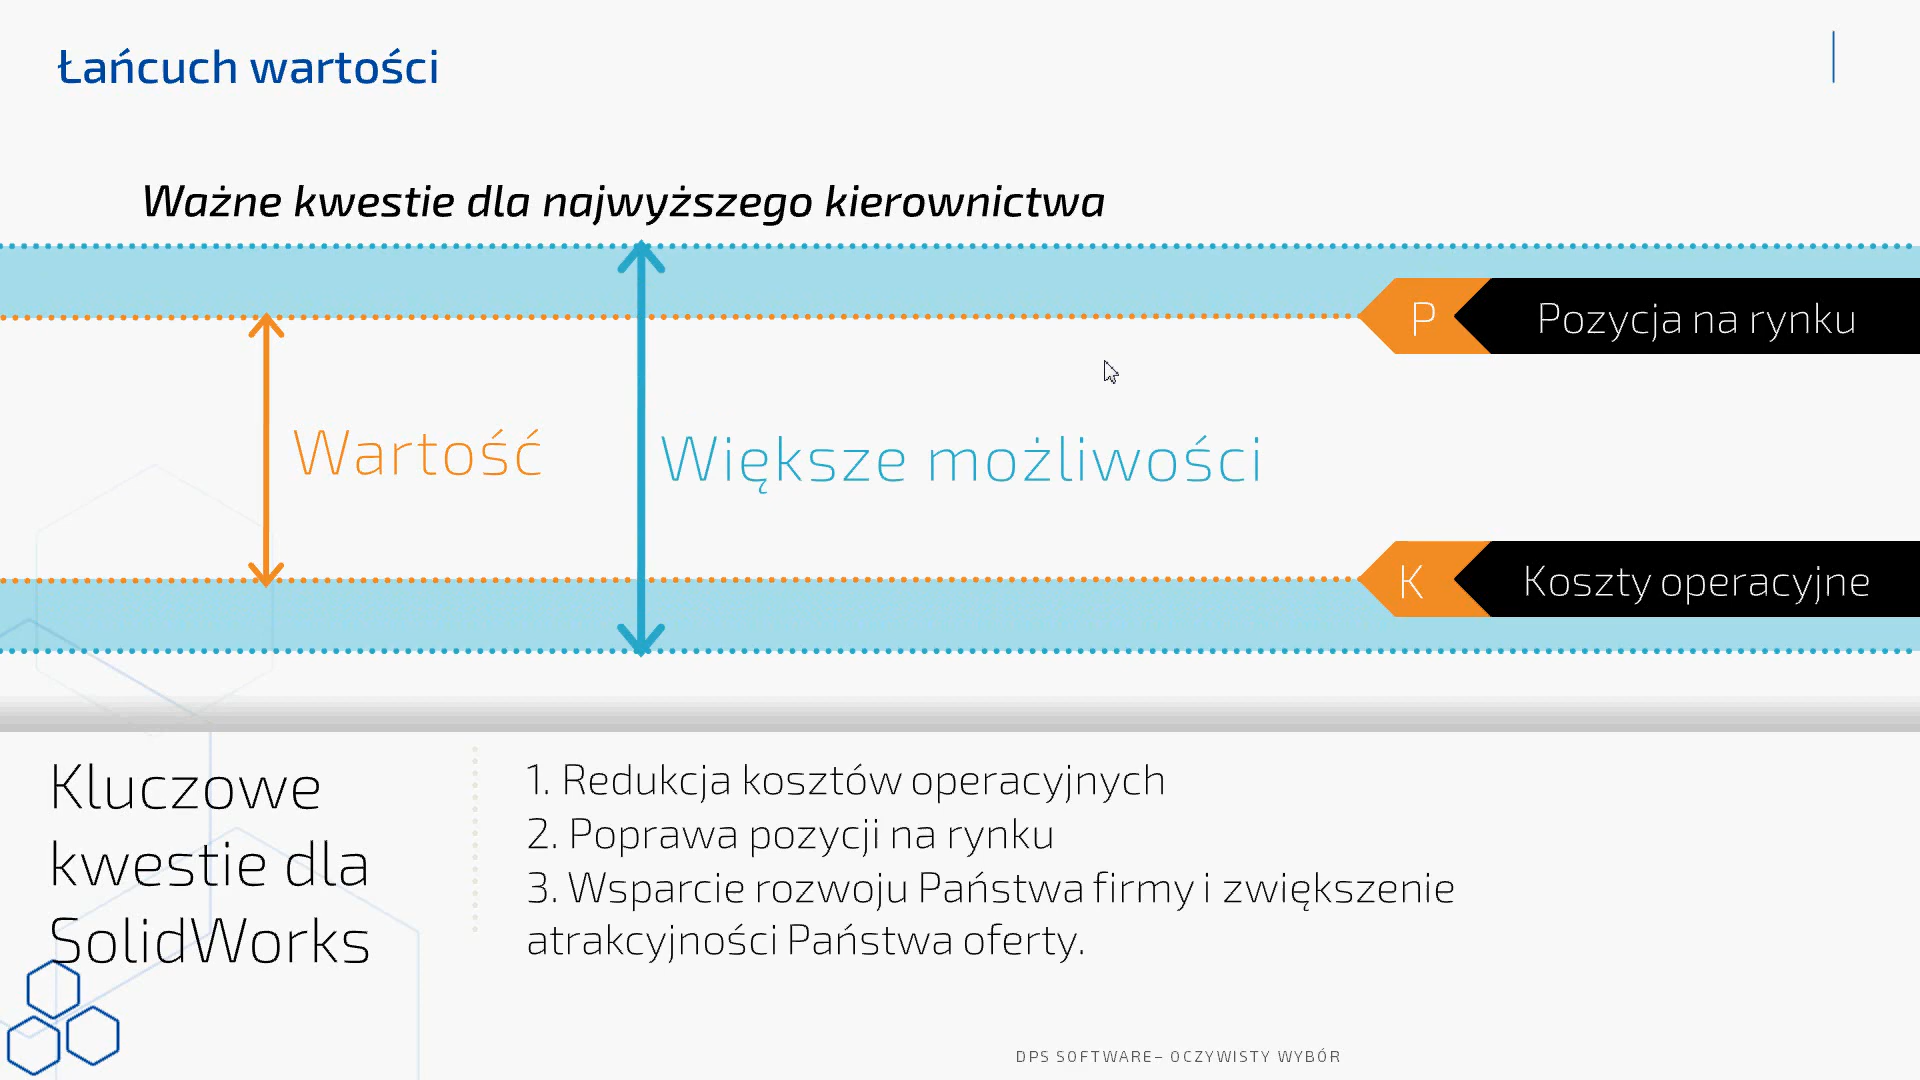 Łańcuch wartości
Ważne kwestie dla najwyższego kierownictwa
P
Pozycja na rynku
Wartość
Większe możliwości
K
Koszty operacyjne
Kluczowe
kwestie dla
SolidWorks
1. Redukcja kosztów operacyjnych
2. Poprawa pozycji na rynku
3. Wsparcie rozwoju Państwa firmy i zwiększenie
atrakcyjności Państwa oferty.
DPS SOFTWARE– OCZYWISTY WYBÓR